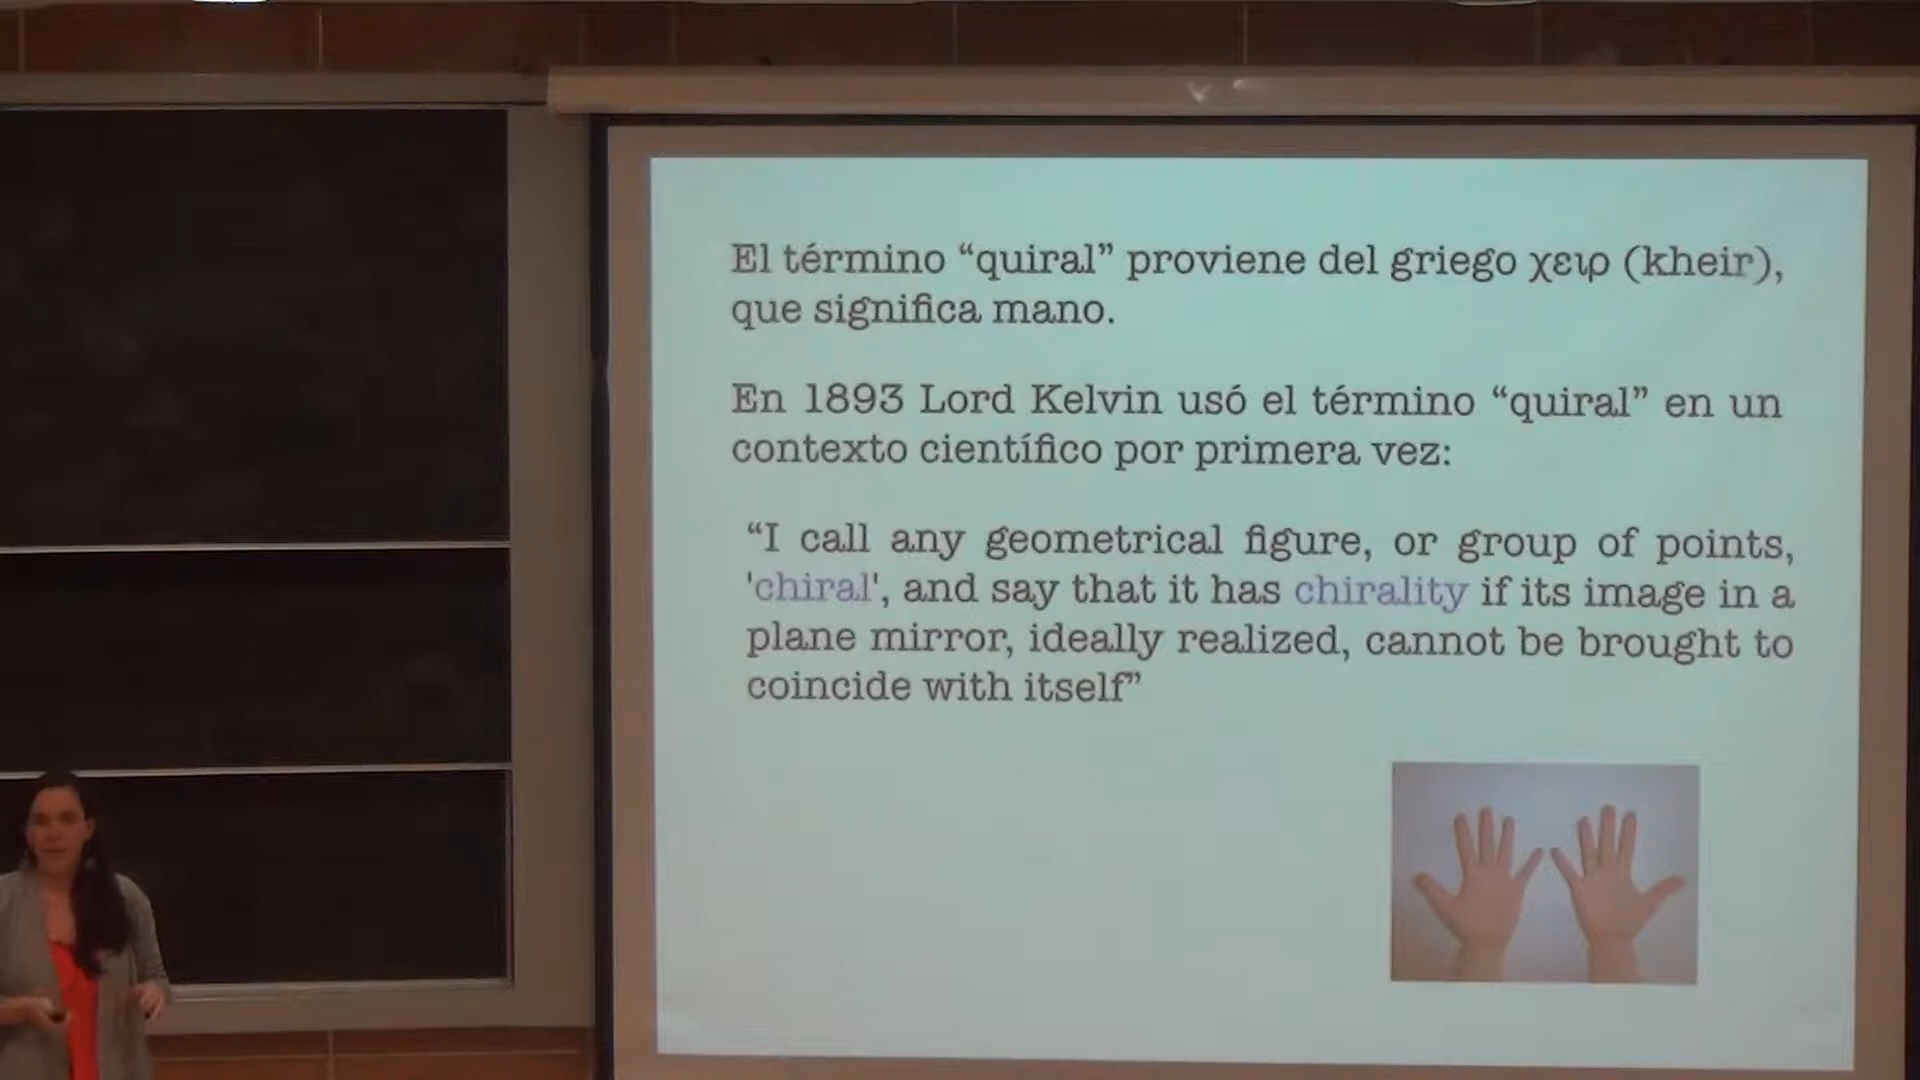 El término “quiral” proviene del griego χειρ (kheir),
que significa mano.
En 1893 Lord Kelvin usó el término “quiral” en un
contexto científico por primera vez:
“I call any geometrical figure, or group of points,
'chiral', and say that it has chirality if its image in a
plane mirror, ideally realized, cannot be brought to
coincide with itself”